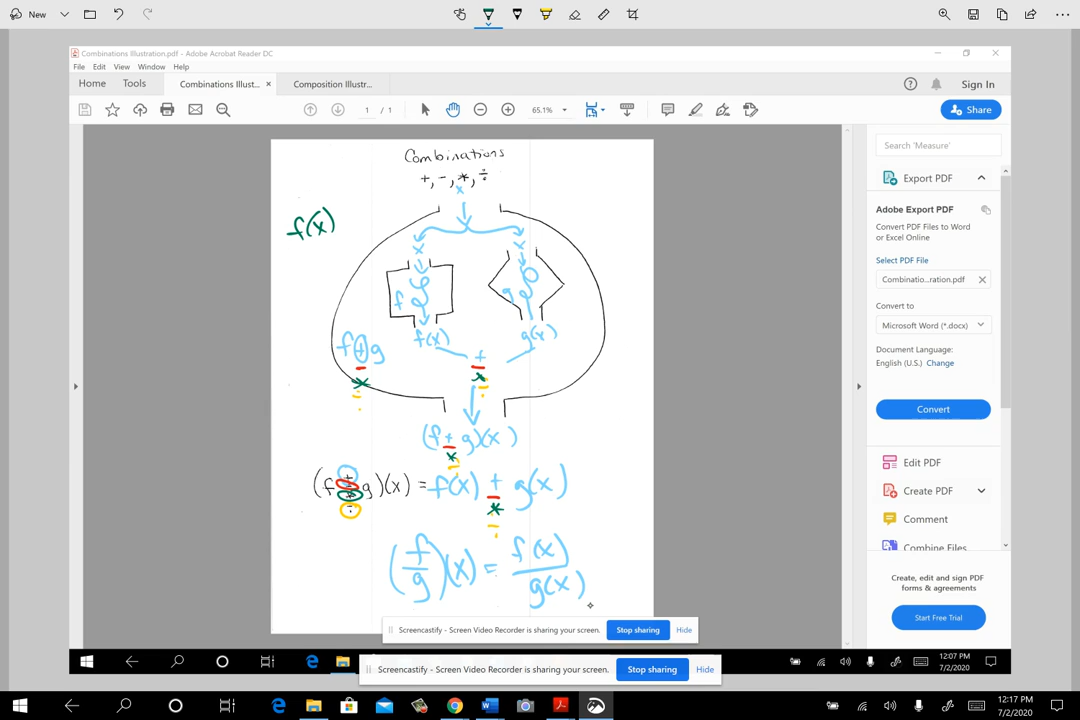 New
Combinations Illustration.pdf - Adobe Acrobat Reader DC
File Edit View Window Help
Home Tools Combinations Illust... × Composition Illustr...
Sign In
1 / 1 65.1% Share
Search 'Measure'
Export PDF
Adobe Export PDF
Convert PDF Files to Word
or Excel Online
Select PDF File
Combinatio...ration.pdf
Convert to
Microsoft Word (*.docx)
Document Language:
English (U.S.) Change
Convert
Edit PDF
Create PDF
Comment
Combine Files
Create, edit and sign PDF
forms & agreements
Start Free Trial
Combinations
+, -, *, ÷
x
f(x)
x x
f g
f(x) g(x)
f + g +
- -
* *
÷ ÷
(f + g)(x)
- 
*
÷
(f + - * ÷ g)(x) = f(x) + g(x)
-
*
÷
(f/g)(x) = f(x)/g(x)
Screencastify - Screen Video Recorder is sharing your screen. Stop sharing Hide
12:07 PM
7/2/2020
Screencastify - Screen Video Recorder is sharing your screen. Stop sharing Hide
12:17 PM
7/2/2020